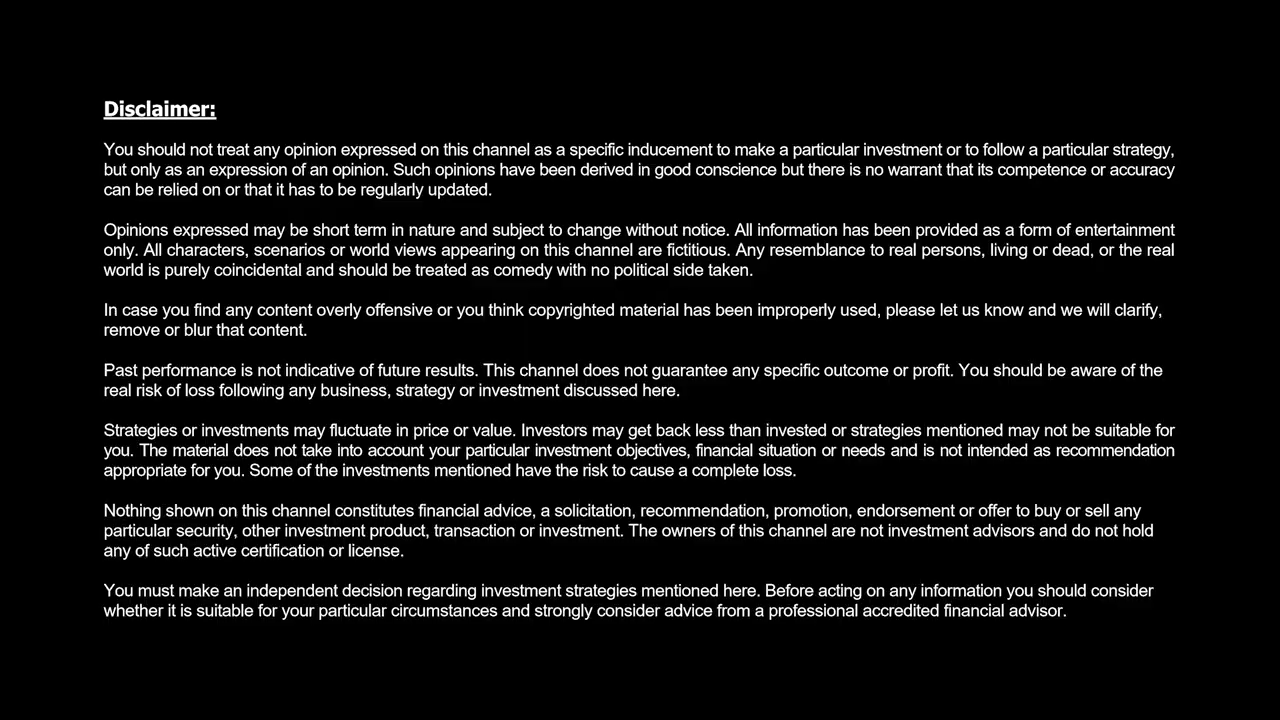 Disclaimer:
You should not treat any opinion expressed on this channel as a specific inducement to make a particular investment or to follow a particular strategy,
but only as an expression of an opinion. Such opinions have been derived in good conscience but there is no warrant that its competence or accuracy
can be relied on or that it has to be regularly updated.
Opinions expressed may be short term in nature and subject to change without notice. All information has been provided as a form of entertainment
only. All characters, scenarios or world views appearing on this channel are fictitious. Any resemblance to real persons, living or dead, or the real
world is purely coincidental and should be treated as comedy with no political side taken.
In case you find any content overly offensive or you think copyrighted material has been improperly used, please let us know and we will clarify,
remove or blur that content.
Past performance is not indicative of future results. This channel does not guarantee any specific outcome or profit. You should be aware of the
real risk of loss following any business, strategy or investment discussed here.
Strategies or investments may fluctuate in price or value. Investors may get back less than invested or strategies mentioned may not be suitable for
you. The material does not take into account your particular investment objectives, financial situation or needs and is not intended as recommendation
appropriate for you. Some of the investments mentioned have the risk to cause a complete loss.
Nothing shown on this channel constitutes financial advice, a solicitation, recommendation, promotion, endorsement or offer to buy or sell any
particular security, other investment product, transaction or investment. The owners of this channel are not investment advisors and do not hold
any of such active certification or license.
You must make an independent decision regarding investment strategies mentioned here. Before acting on any information you should consider
whether it is suitable for your particular circumstances and strongly consider advice from a professional accredited financial advisor.